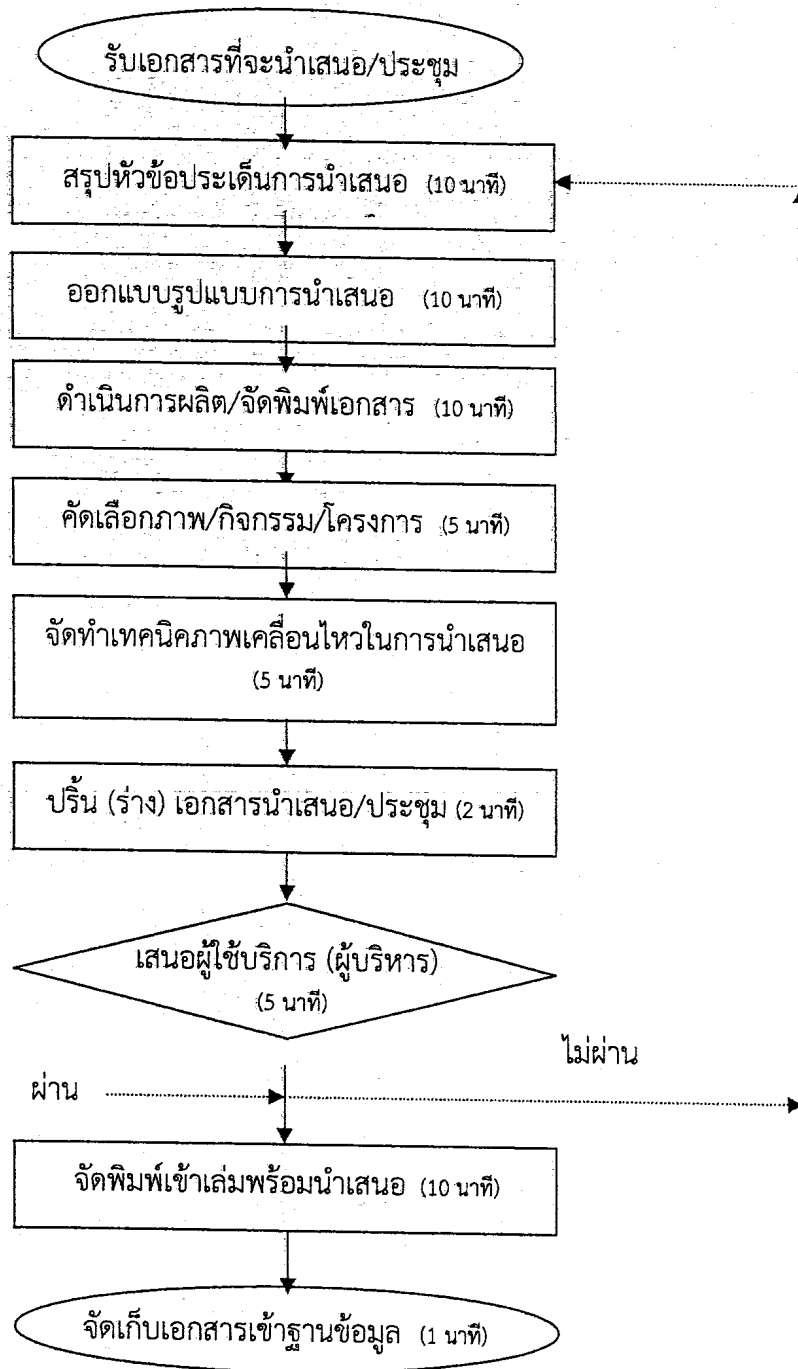 รับเอกสารที่จะนำเสนอ/ประชุม
สรุปหัวข้อประเด็นการนำเสนอ (10 นาที)
ออกแบบรูปแบบการนำเสนอ (10 นาที)
ดำเนินการผลิต/จัดพิมพ์เอกสาร (10 นาที)
คัดเลือกภาพ/กิจกรรม/โครงการ (5 นาที)
จัดทำเทคนิคภาพเคลื่อนไหวในการนำเสนอ
(5 นาที)
ปริ้น (ร่าง) เอกสารนำเสนอ/ประชุม (2 นาที)
เสนอผู้ใช้บริการ (ผู้บริหาร)
(5 นาที)
ไม่ผ่าน
ผ่าน
จัดพิมพ์เข้าเล่มพร้อมนำเสนอ (10 นาที)
จัดเก็บเอกสารเข้าฐานข้อมูล (1 นาที)